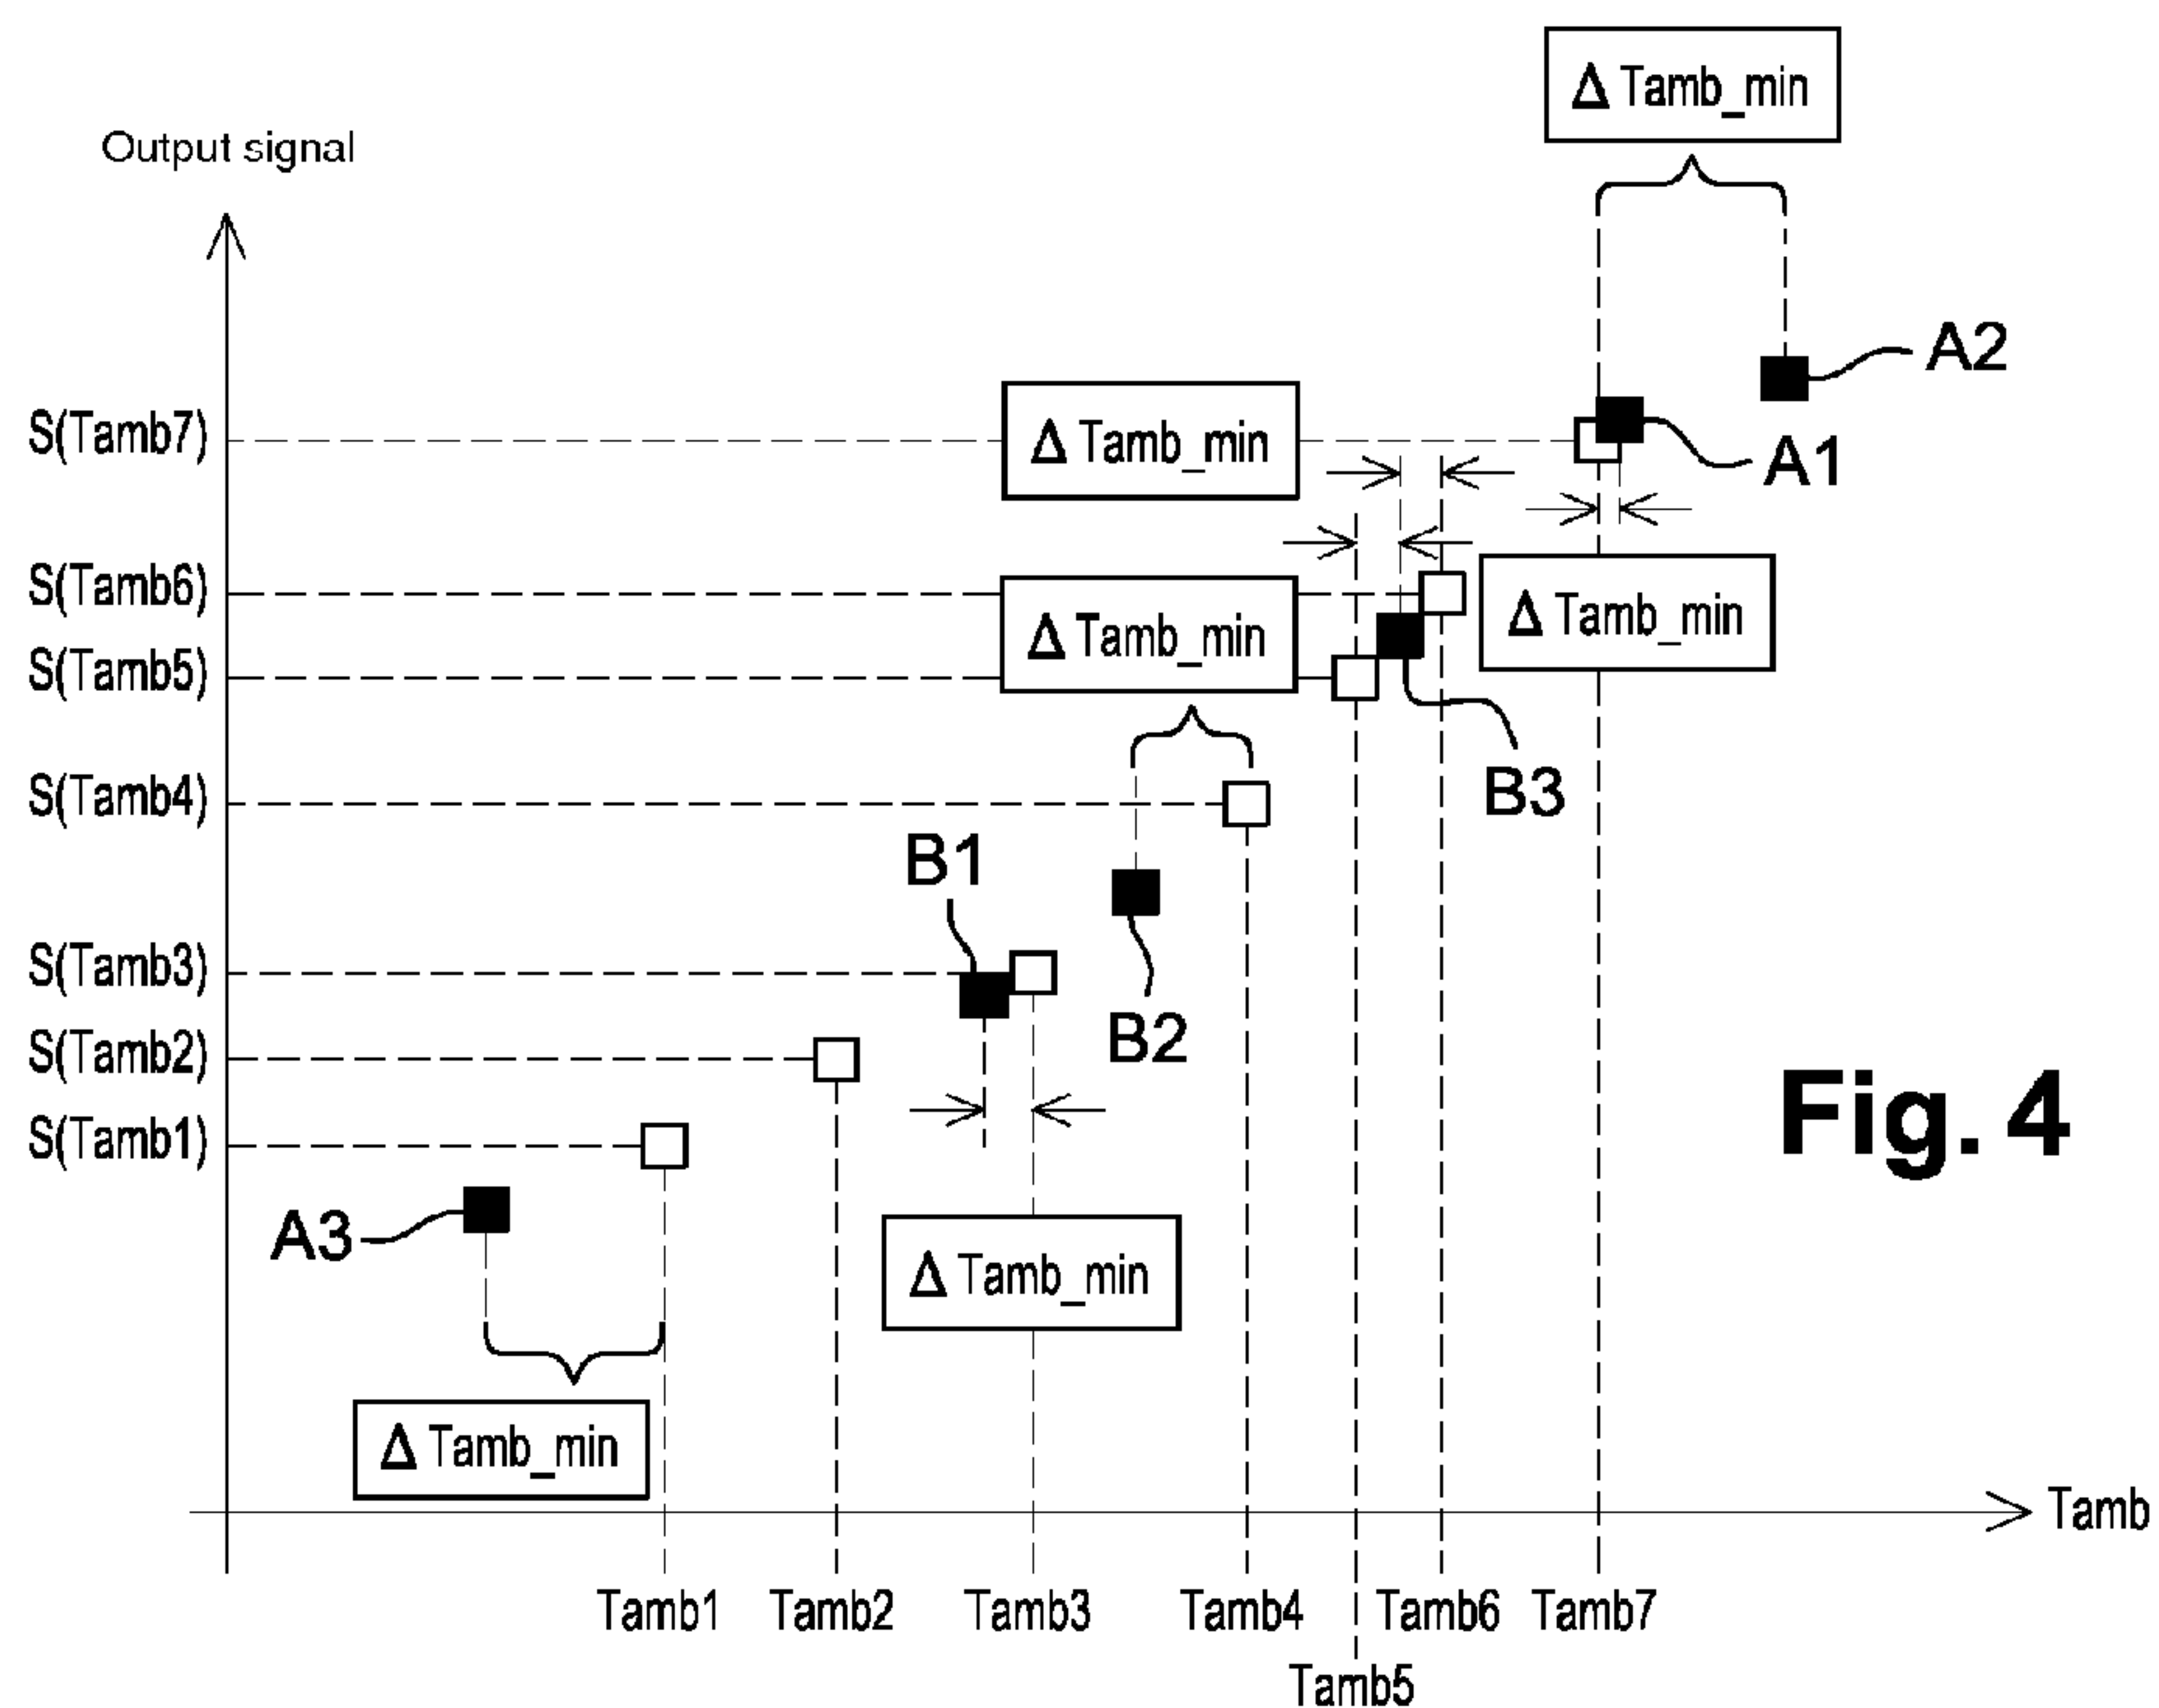 Δ Tamb_min
Output signal
A2
S(Tamb7)
Δ Tamb_min
A1
S(Tamb6)
Δ Tamb_min
Δ Tamb_min
S(Tamb5)
B3
S(Tamb4)
B1
S(Tamb3)
B2
S(Tamb2)
Fig. 4
S(Tamb1)
A3
Δ Tamb_min
Δ Tamb_min
Tamb
Tamb1 Tamb2 Tamb3 Tamb4 Tamb6 Tamb7
Tamb5